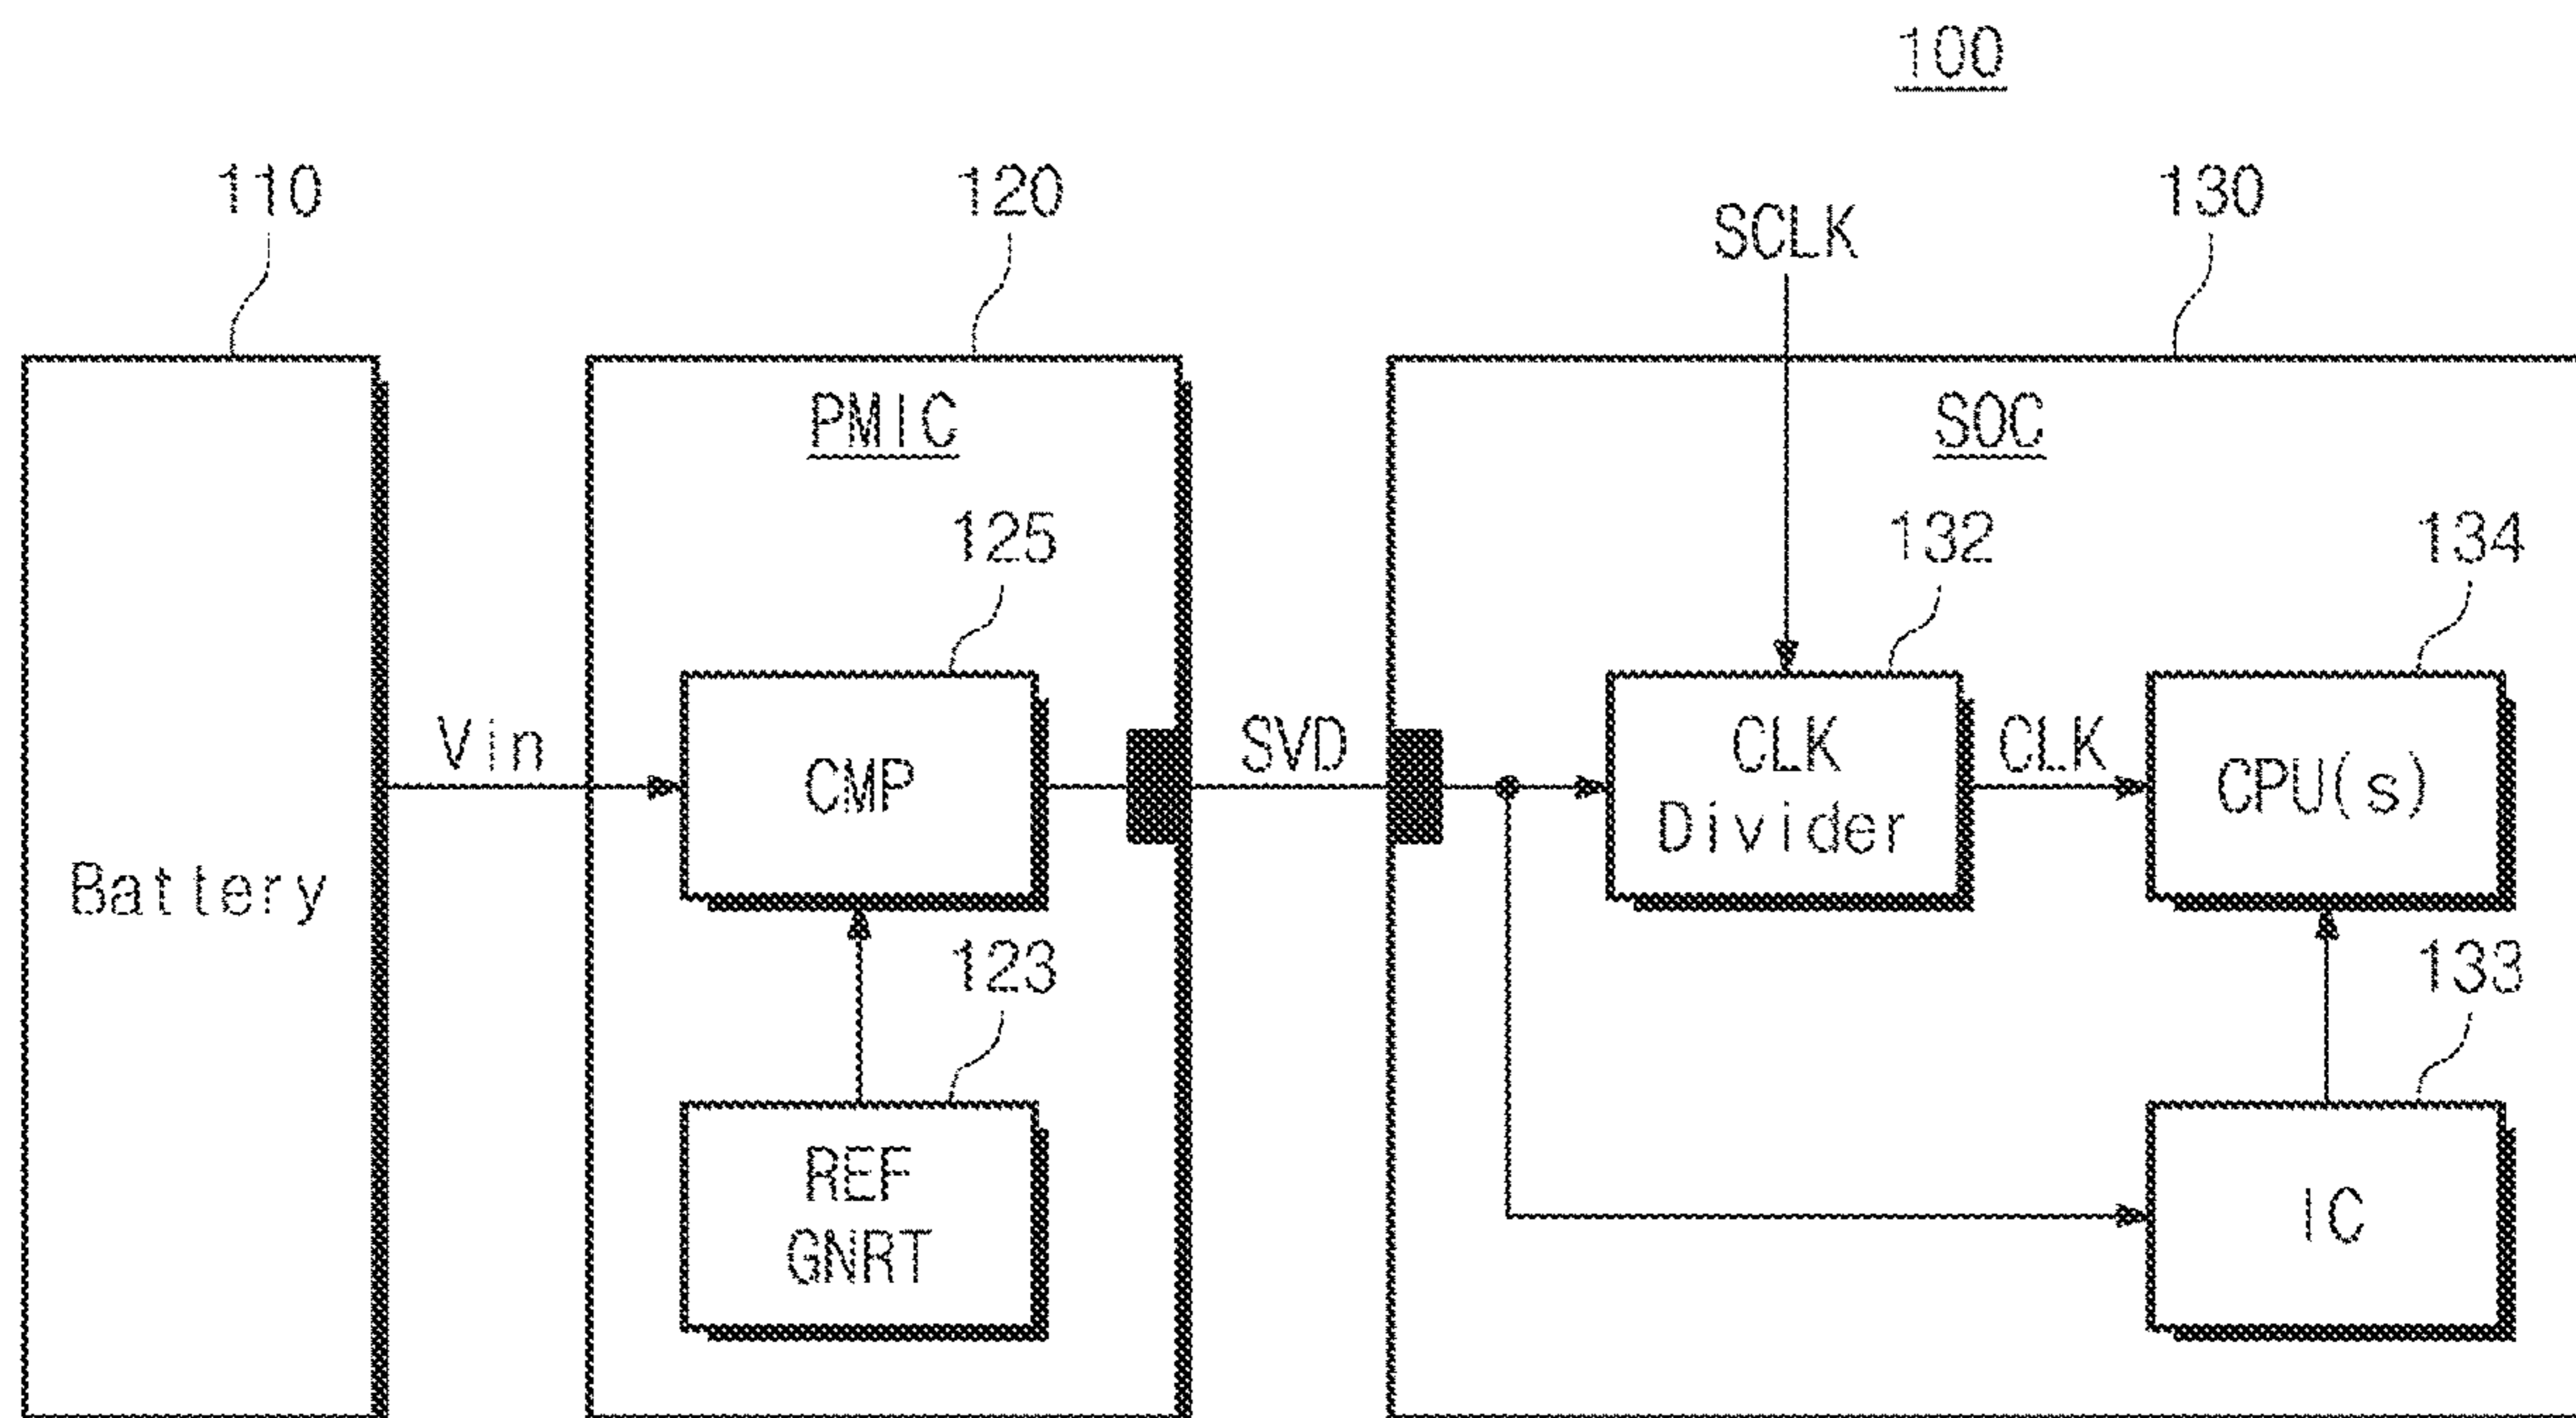 100
110
120
130
SCLK
PMIC
SOC
125
132
134
Vin
CMP
SVD
CLK
Divider
CLK
CPU(s)
Battery
123
133
REF
GNRT
IC